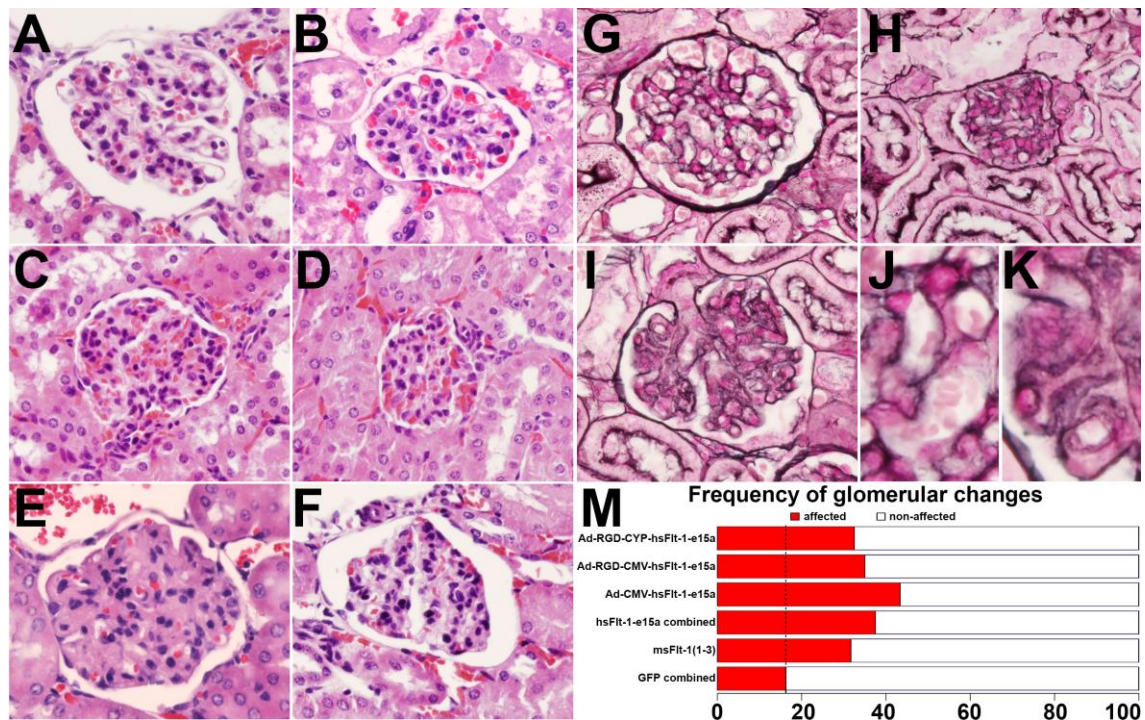 A
B
G
H
C
D
I
J
K
E
F
M
Frequency of glomerular changes
affected
non-affected
Ad-RGD-CYP-hsFlt-1-e15a
Ad-RGD-CMV-hsFlt-1-e15a
Ad-CMV-hsFlt-1-e15a
hsFlt-1-e15a combined
msFlt-1(1-3)
GFP combined
0 20 40 60 80 100